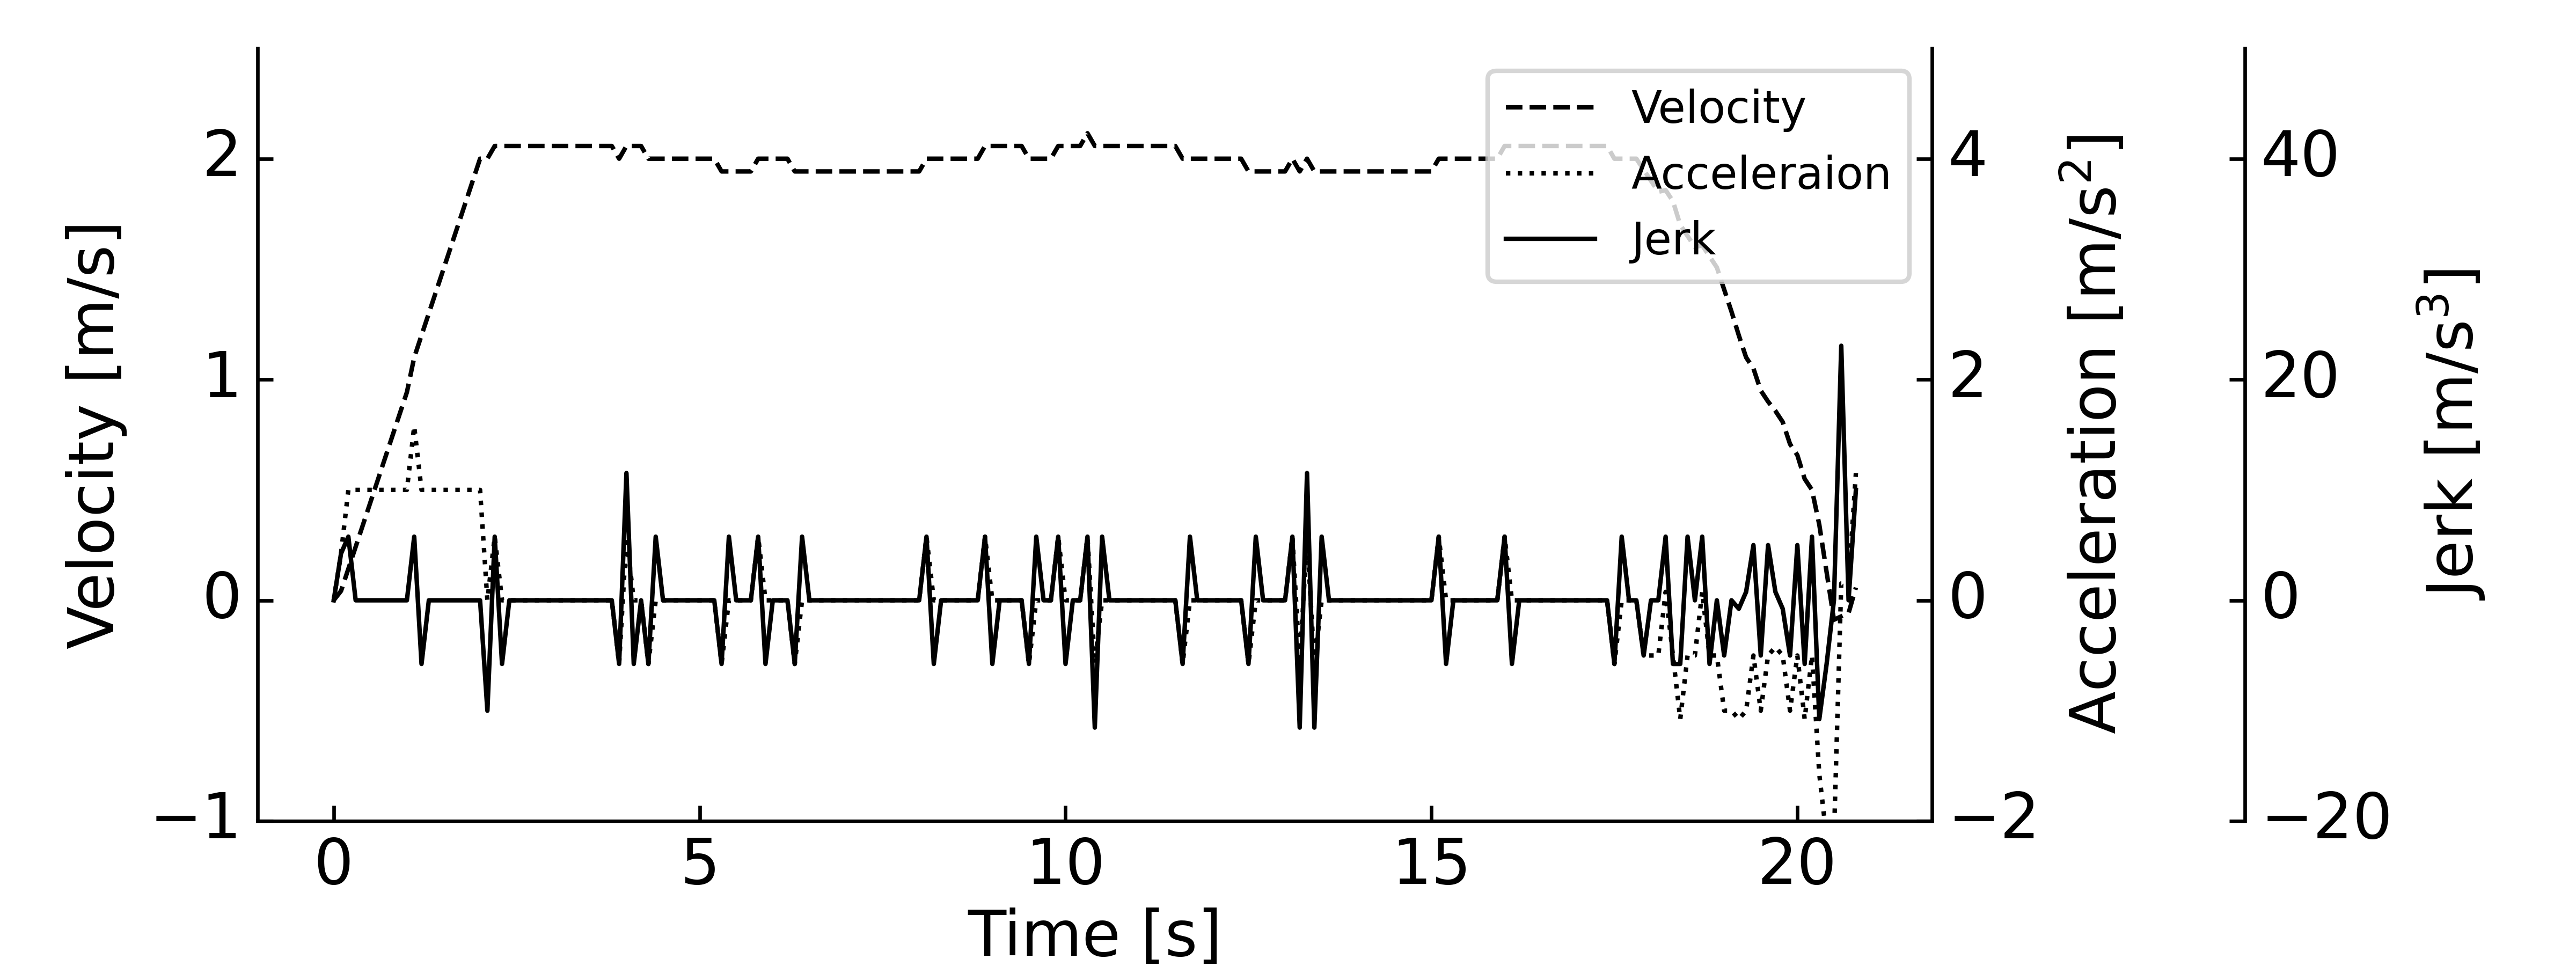 Velocity [m/s]
2
1
0
−1
0
5
10
15
20
Time [s]
Velocity
Acceleraion
Jerk
4
2
0
−2
Acceleration [m/s²]
40
20
0
−20
Jerk [m/s³]